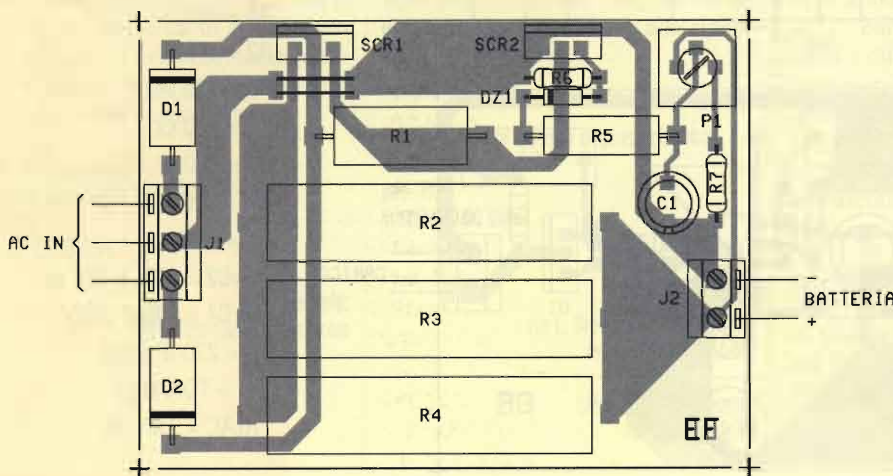 SCR1
SCR2
D1
R6
DZ1
P1
R1
R5
R7
C1
R2
AC IN
J1
R3
J2
-
BATTERIA
+
D2
R4
EF